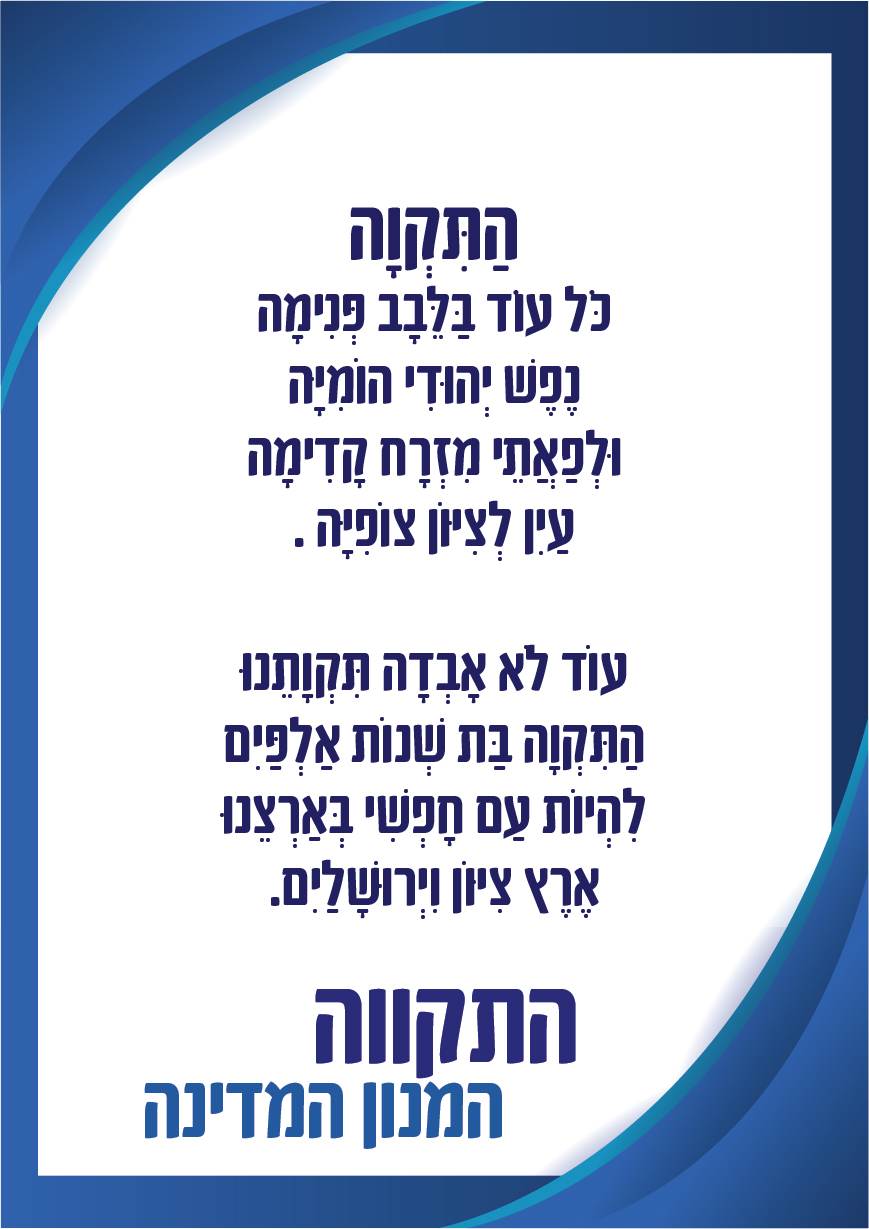 הַתִּקְוָה
כֹּל עוֹד בַּלֵּבָב פְּנִימָה
נֶפֶשׁ יְהוּדִי הוֹמִיָּה
וּלְפַאֲתֵי מִזְרָח קָדִימָה
עַיִן לְצִיּוֹן צוֹפִיָּה .
עוֹד לֹא אָבְדָה תִּקְוָתֵנוּ
הַתִּקְוָה בַּת שְׁנוֹת אַלְפַּיִם
לִהְיוֹת עַם חָפְשִׁי בְּאַרְצֵנוּ
אֶרֶץ צִיּוֹן וִירוּשָׁלַיִם.
התקווה
המנון המדינה